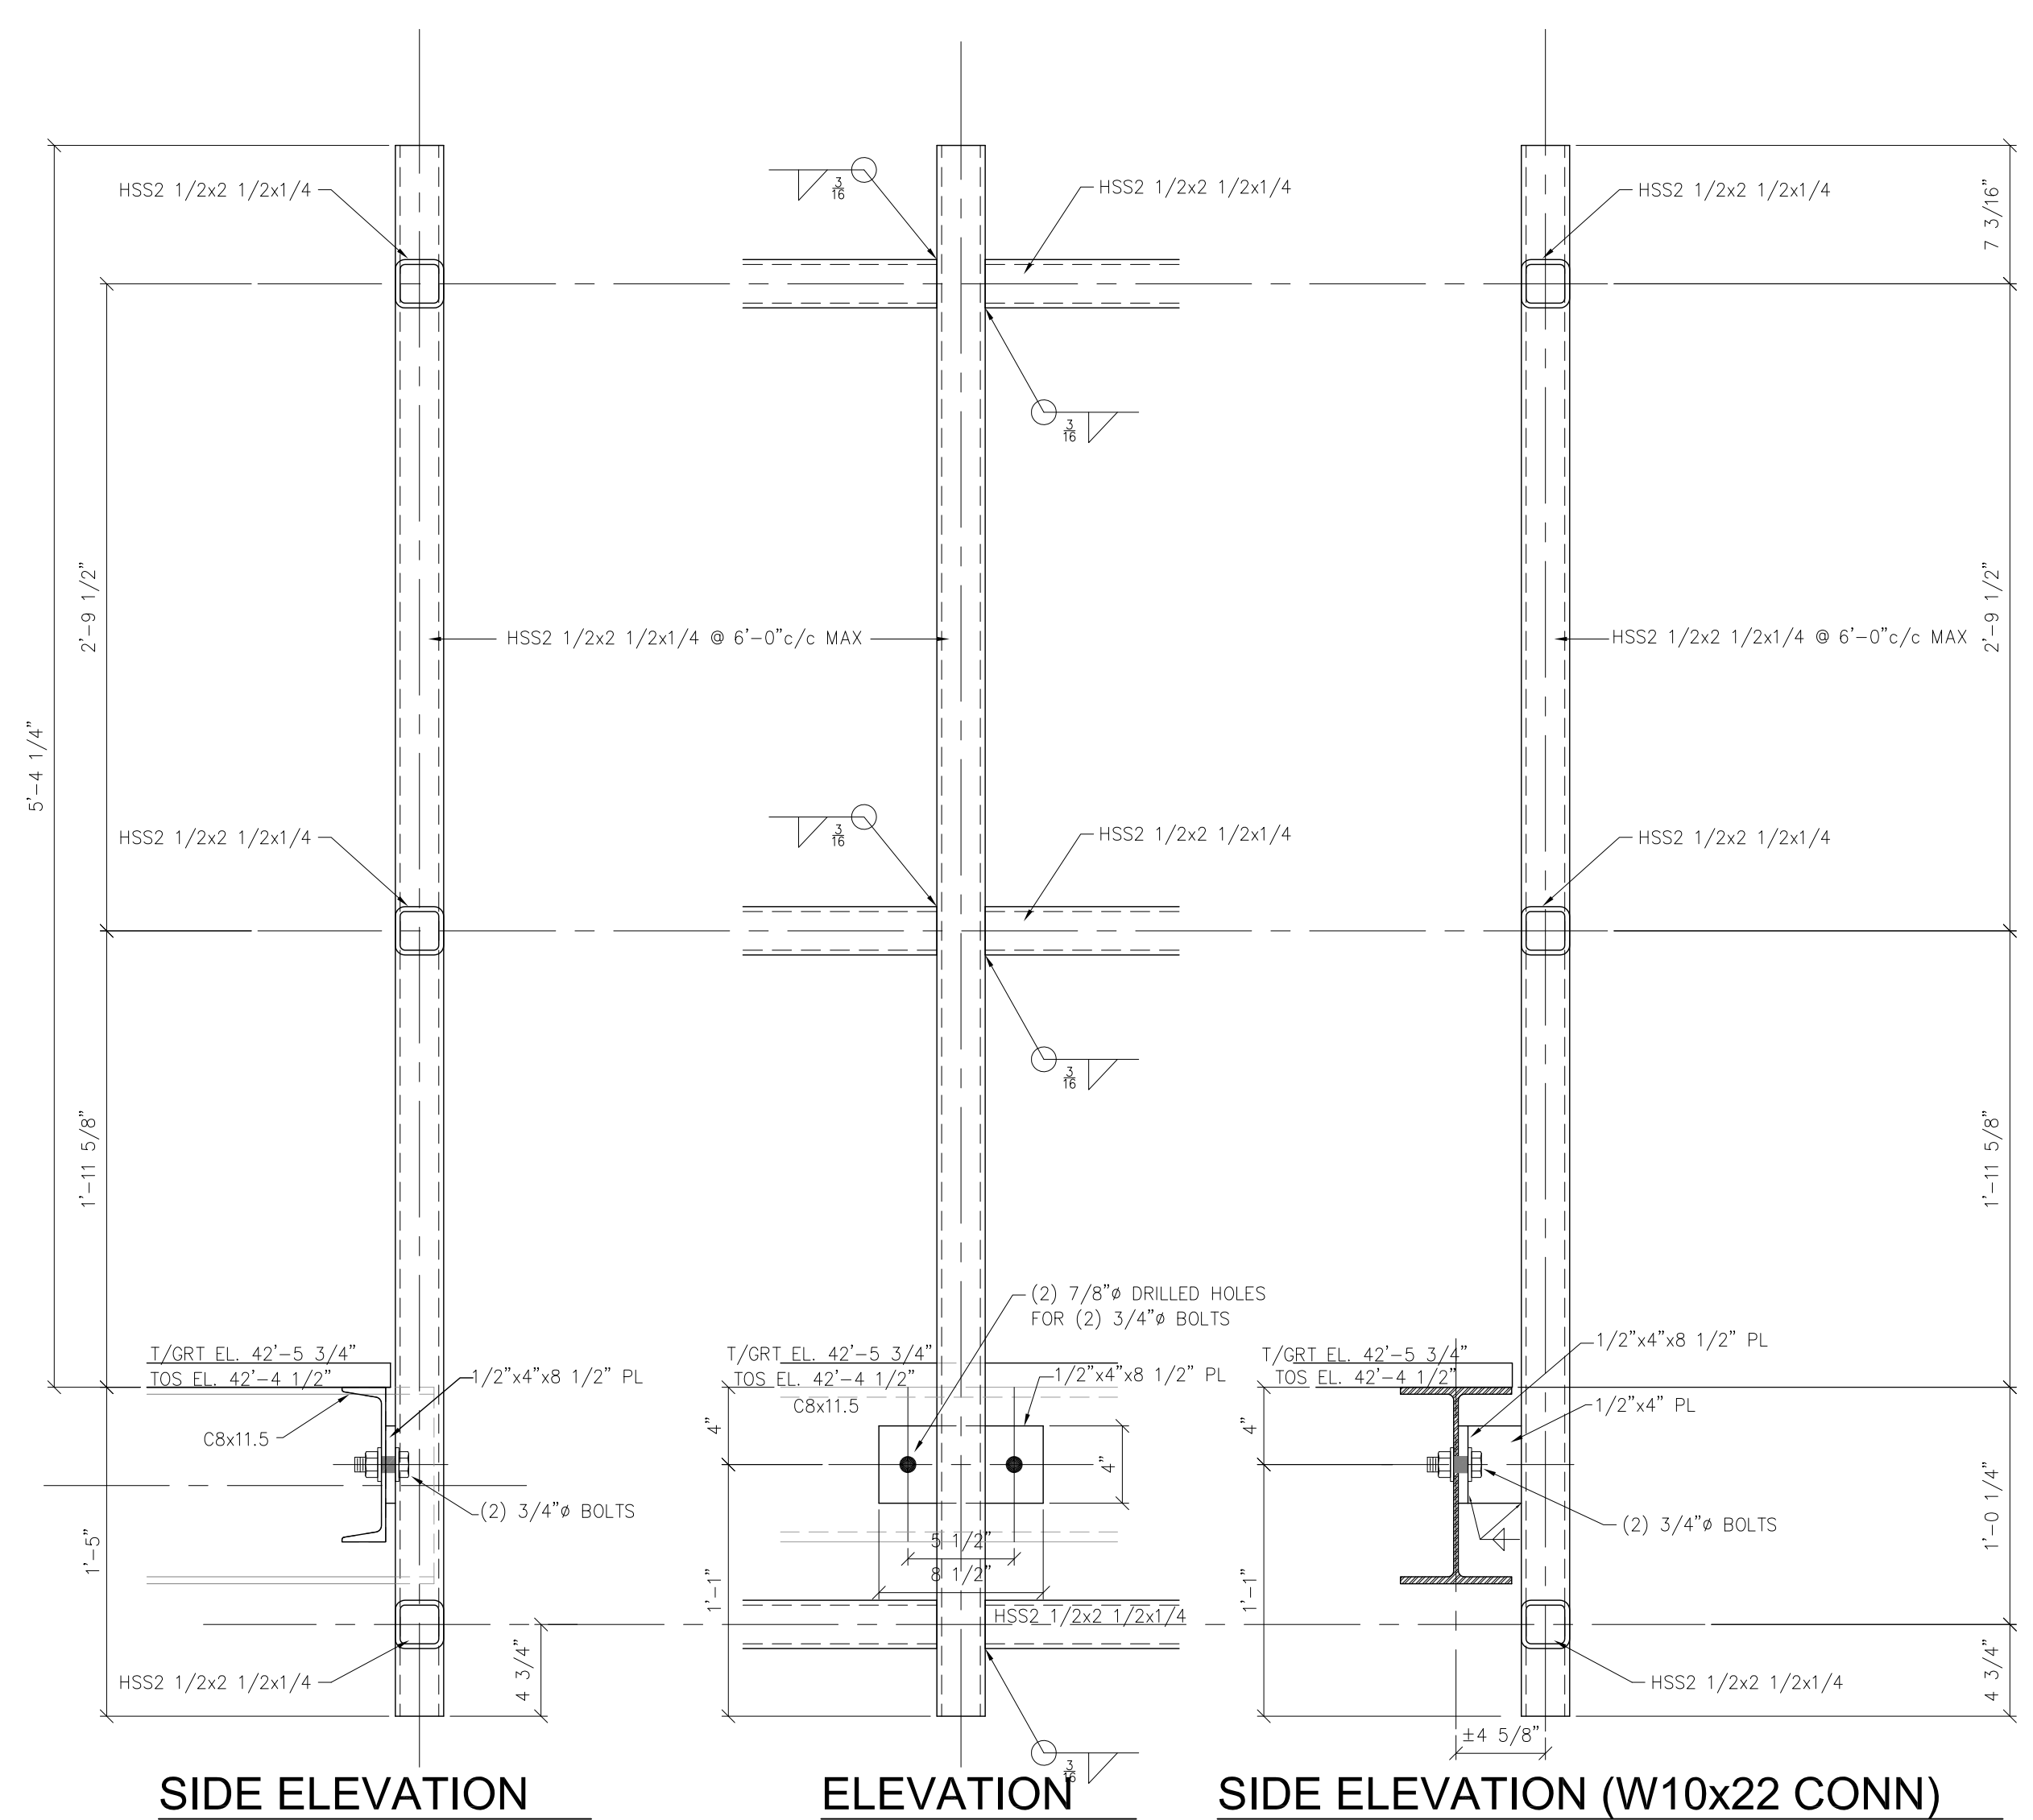 HSS2 1/2x2 1/2x1/4
5'-4 1/4"
2'-9 1/2"
HSS2 1/2x2 1/2x1/4
1'-11 5/8"
T/GRT EL. 42'-5 3/4"
TOS EL. 42'-4 1/2"
1/2"x4"x8 1/2" PL
C8x11.5
(2) 3/4"ø BOLTS
1'-5"
HSS2 1/2x2 1/2x1/4
4 3/4"
SIDE ELEVATION
3/16
HSS2 1/2x2 1/2x1/4
3/16
HSS2 1/2x2 1/2x1/4 @ 6'-0"c/c MAX
3/16
HSS2 1/2x2 1/2x1/4
3/16
(2) 7/8"ø DRILLED HOLES
FOR (2) 3/4"ø BOLTS
T/GRT EL. 42'-5 3/4"
TOS EL. 42'-4 1/2"
1/2"x4"x8 1/2" PL
C8x11.5
4"
4"
5 1/2"
8 1/2"
1'-1"
HSS2 1/2x2 1/2x1/4
3/16
ELEVATION
HSS2 1/2x2 1/2x1/4
7 3/16"
HSS2 1/2x2 1/2x1/4 @ 6'-0"c/c MAX
2'-9 1/2"
HSS2 1/2x2 1/2x1/4
1'-11 5/8"
1/2"x4"x8 1/2" PL
T/GRT EL. 42'-5 3/4"
TOS EL. 42'-4 1/2"
1/2"x4" PL
4"
(2) 3/4"ø BOLTS
1'-0 1/4"
1'-1"
HSS2 1/2x2 1/2x1/4
4 3/4"
±4 5/8"
SIDE ELEVATION (W10x22 CONN)